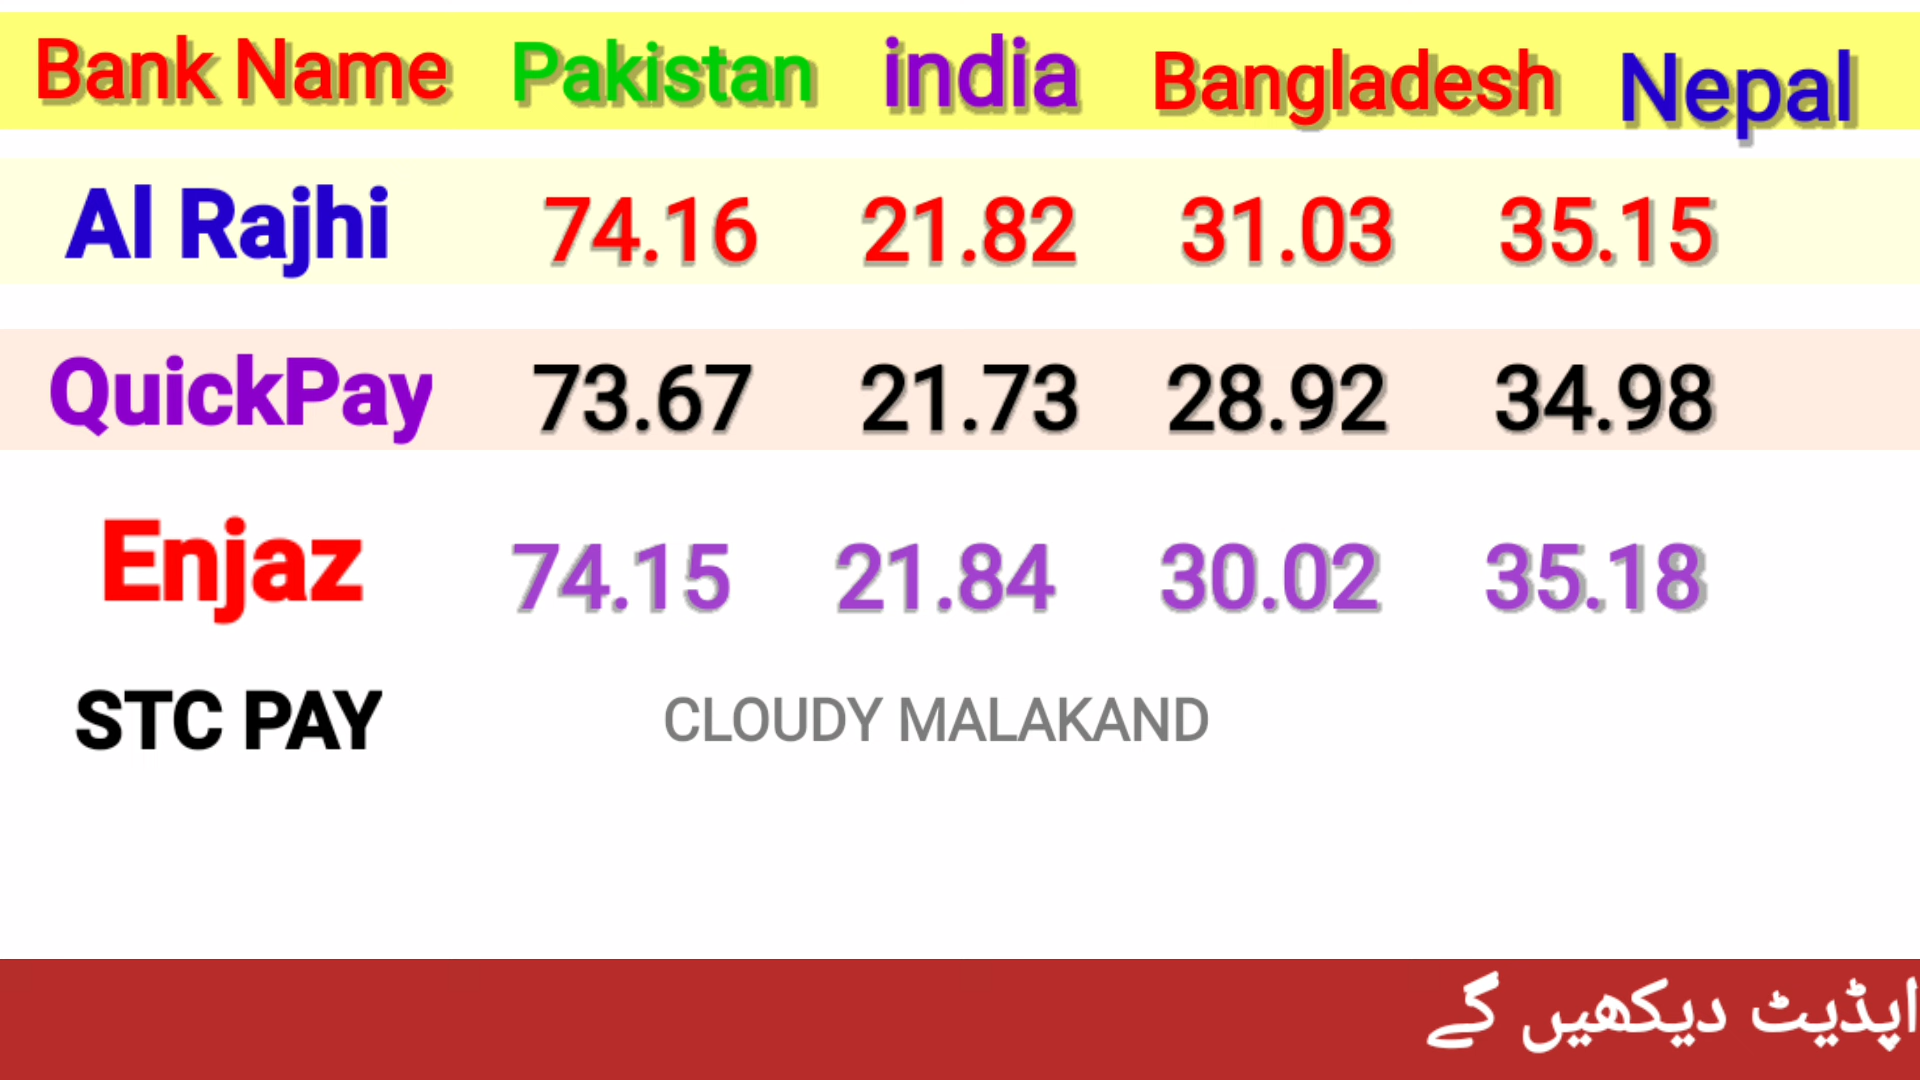 Bank Name Pakistan india Bangladesh Nepal
Al Rajhi 74.16 21.82 31.03 35.15
QuickPay 73.67 21.73 28.92 34.98
Enjaz 74.15 21.84 30.02 35.18
STC PAY CLOUDY MALAKAND
اپڈیٹ دیکھیں گے